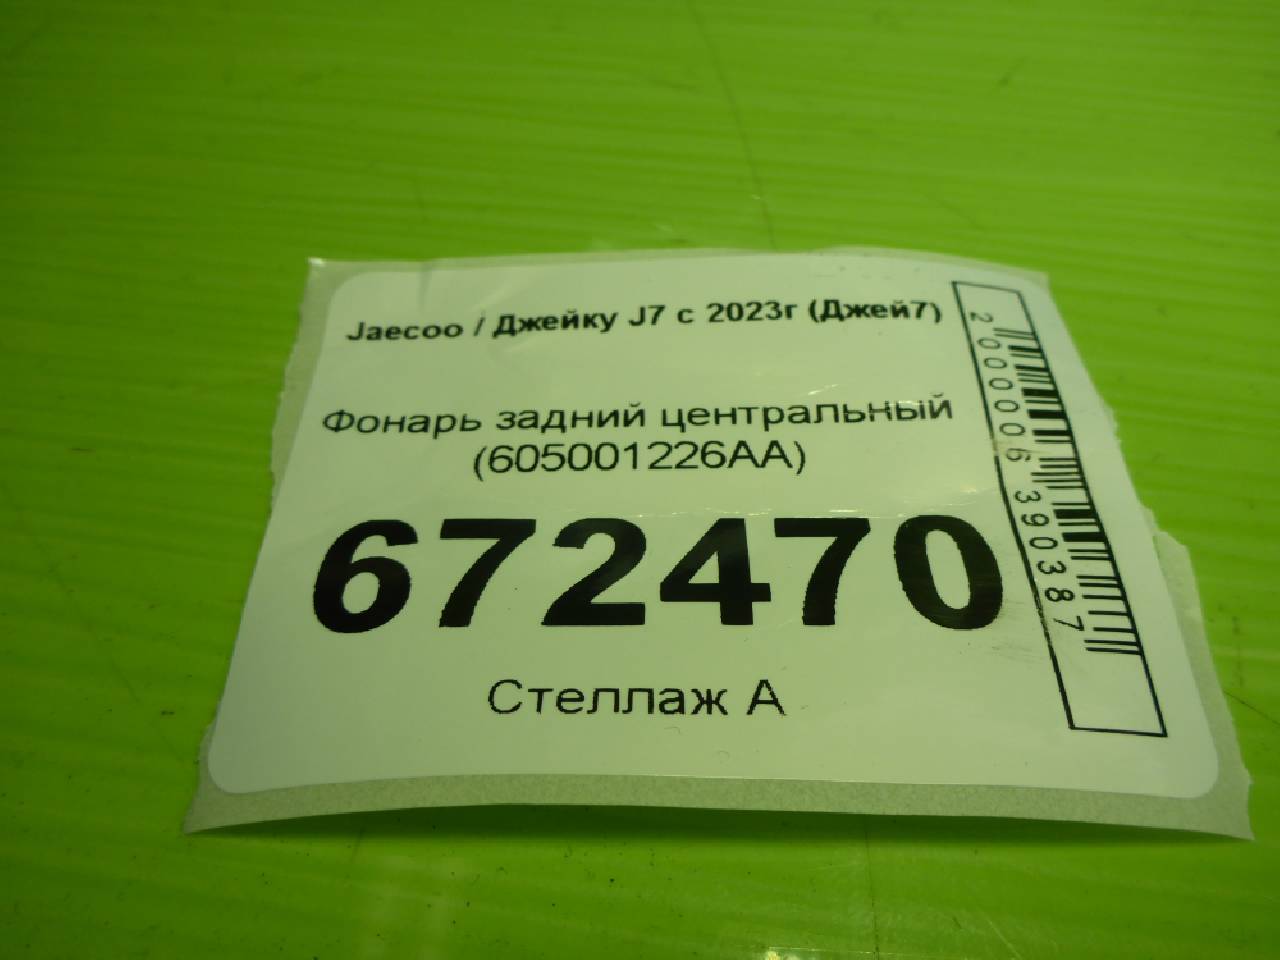 Jaecoo / Джейку J7 с 2023г (Джей7)
Фонарь задний центральный
(605001226AA)
672470
Стеллаж А
2000006390387